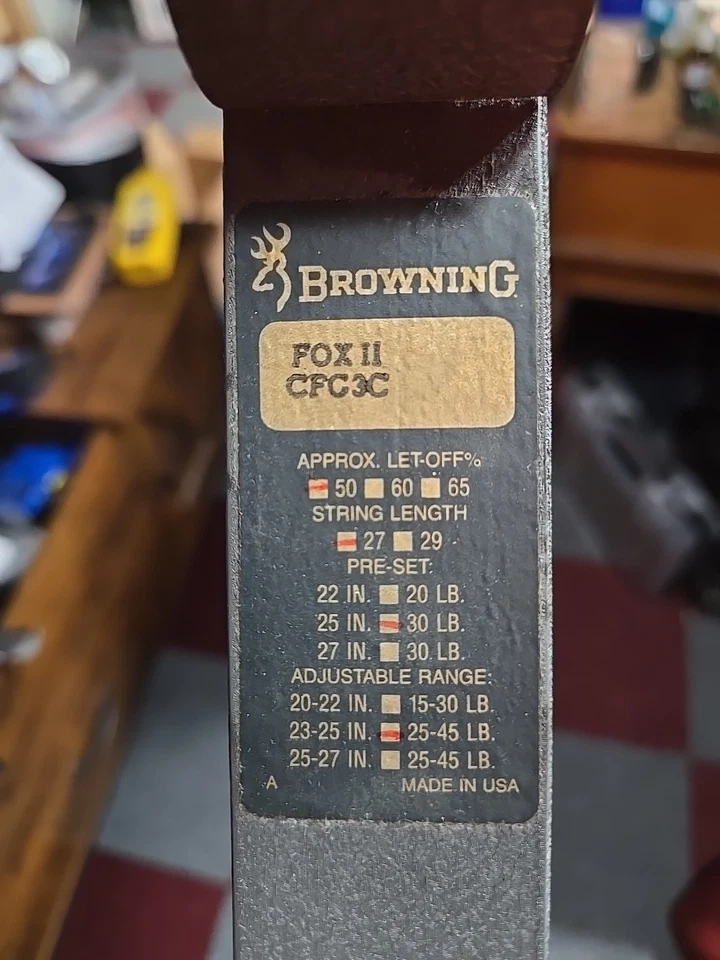 BROWNING
FOX II
CFC3C
APPROX. LET-OFF%
50 60 65
STRING LENGTH
27 29
PRE-SET:
22 IN. 20 LB.
25 IN. 30 LB.
27 IN. 30 LB.
ADJUSTABLE RANGE:
20-22 IN. 15-30 LB.
23-25 IN. 25-45 LB.
25-27 IN. 25-45 LB.
A MADE IN USA